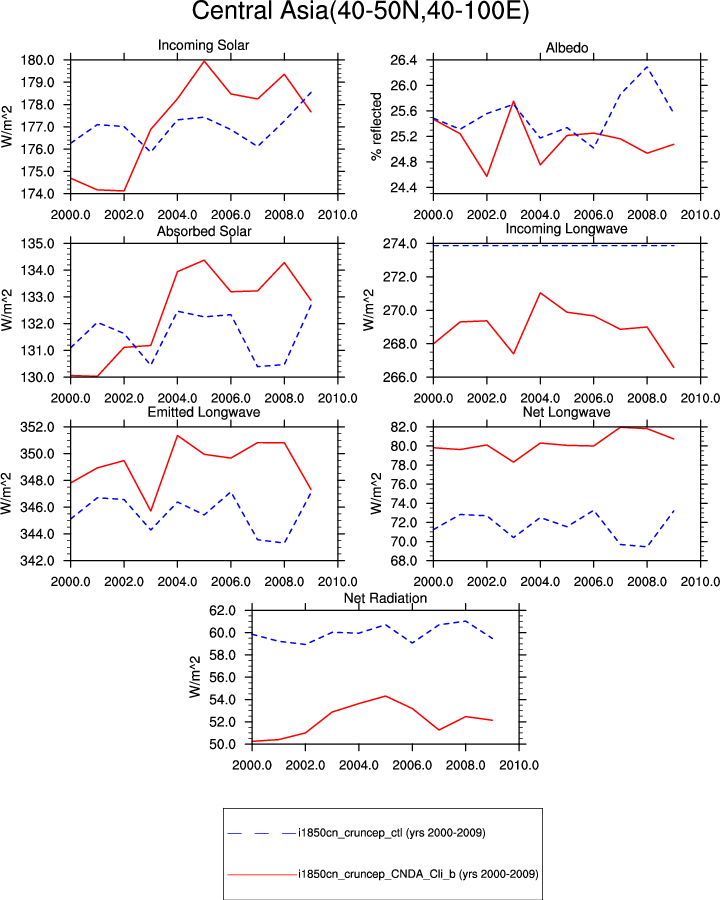 Central Asia(40-50N,40-100E)
Incoming Solar
W/m^2
180.0
179.0
178.0
177.0
176.0
175.0
174.0
2000.0 2002.0 2004.0 2006.0 2008.0 2010.0
Albedo
% reflected
26.4
26.0
25.6
25.2
24.8
24.4
2000.0 2002.0 2004.0 2006.0 2008.0 2010.0
Absorbed Solar
W/m^2
135.0
134.0
133.0
132.0
131.0
130.0
2000.0 2002.0 2004.0 2006.0 2008.0 2010.0
Incoming Longwave
W/m^2
274.0
272.0
270.0
268.0
266.0
2000.0 2002.0 2004.0 2006.0 2008.0 2010.0
Emitted Longwave
W/m^2
352.0
350.0
348.0
346.0
344.0
342.0
2000.0 2002.0 2004.0 2006.0 2008.0 2010.0
Net Longwave
W/m^2
82.0
80.0
78.0
76.0
74.0
72.0
70.0
68.0
2000.0 2002.0 2004.0 2006.0 2008.0 2010.0
Net Radiation
W/m^2
62.0
60.0
58.0
56.0
54.0
52.0
50.0
2000.0 2002.0 2004.0 2006.0 2008.0 2010.0
i1850cn_cruncep_ctl (yrs 2000-2009)
i1850cn_cruncep_CNDA_Cli_b (yrs 2000-2009)